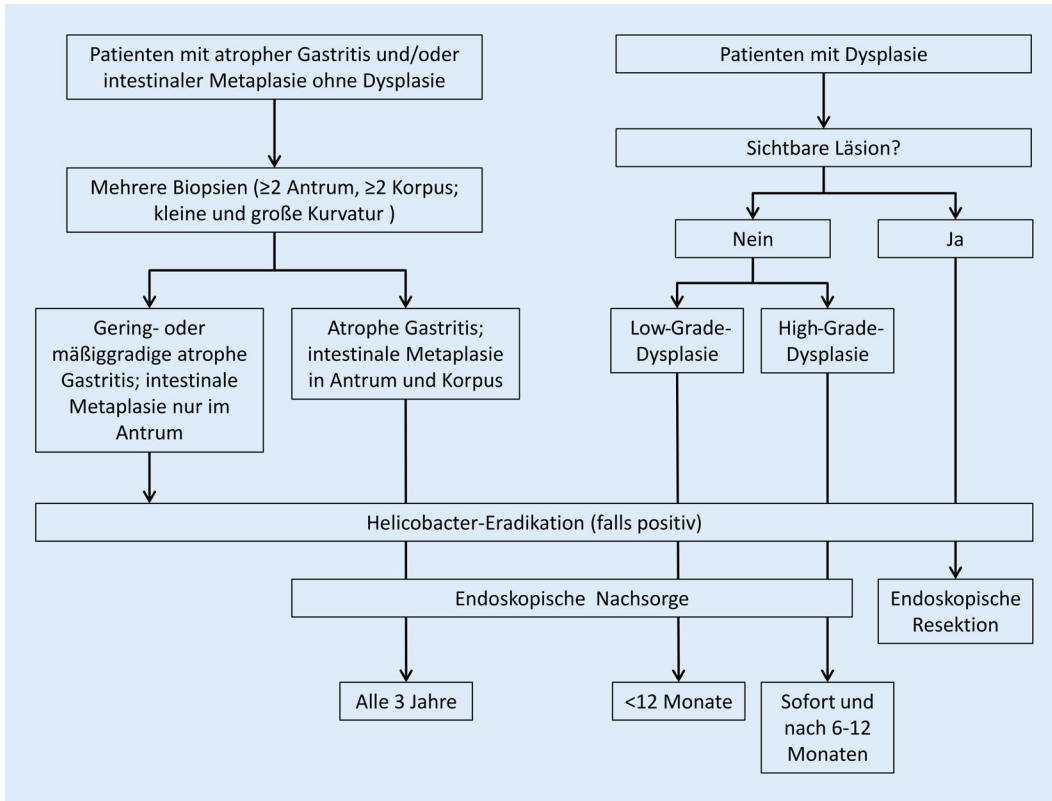 Patienten mit atropher Gastritis und/oder
intestinaler Metaplasie ohne Dysplasie
Mehrere Biopsien (≥2 Antrum, ≥2 Korpus;
kleine und große Kurvatur )
Gering- oder
mäßiggradige atrophe
Gastritis; intestinale
Metaplasie nur im
Antrum
Atrophe Gastritis;
intestinale Metaplasie
in Antrum und Korpus
Patienten mit Dysplasie
Sichtbare Läsion?
Nein
Ja
Low-Grade-
Dysplasie
High-Grade-
Dysplasie
Helicobacter-Eradikation (falls positiv)
Endoskopische Nachsorge
Endoskopische
Resektion
Alle 3 Jahre
<12 Monate
Sofort und
nach 6-12
Monaten